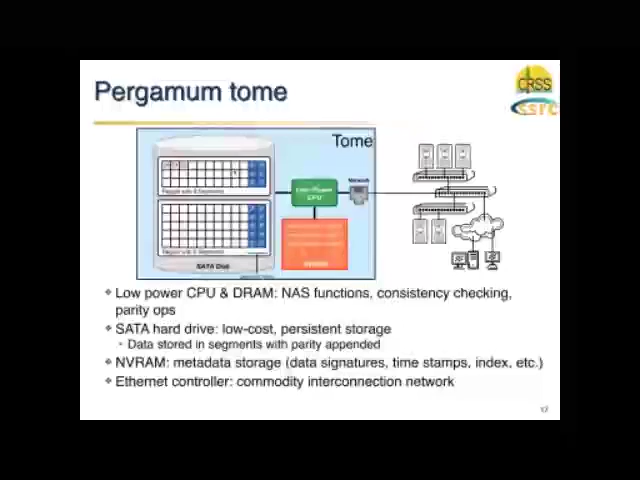 Pergamum tome
CRSS
ssrc
Tome
Network
CPU
SATA Disk
❖ Low power CPU & DRAM: NAS functions, consistency checking,
parity ops
❖ SATA hard drive: low-cost, persistent storage
• Data stored in segments with parity appended
❖ NVRAM: metadata storage (data signatures, time stamps, index, etc.)
❖ Ethernet controller: commodity interconnection network
17